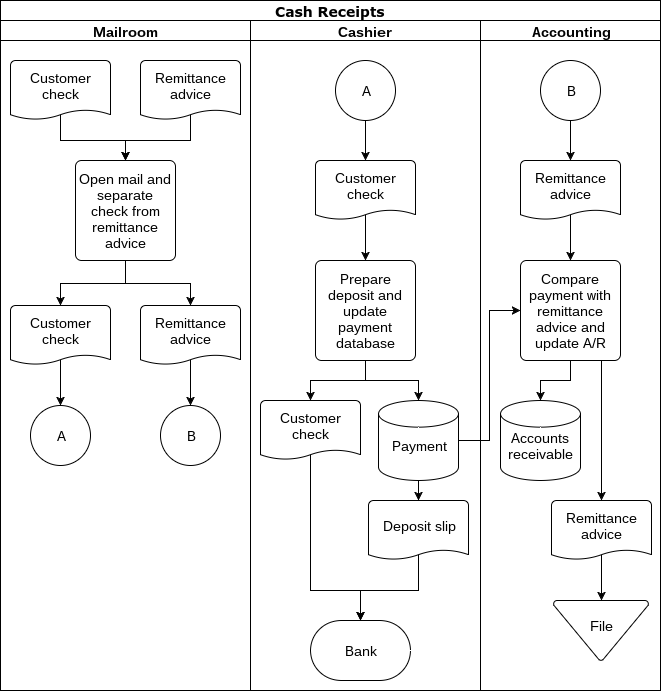 Cash Receipts
Mailroom
Cashier
Accounting
Customer
check
Remittance
advice
Open mail and
separate
check from
remittance
advice
Customer
check
Remittance
advice
A
B
A
Customer
check
Prepare
deposit and
update
payment
database
Customer
check
Payment
Deposit slip
Bank
B
Remittance
advice
Compare
payment with
remittance
advice and
update A/R
Accounts
receivable
Remittance
advice
File